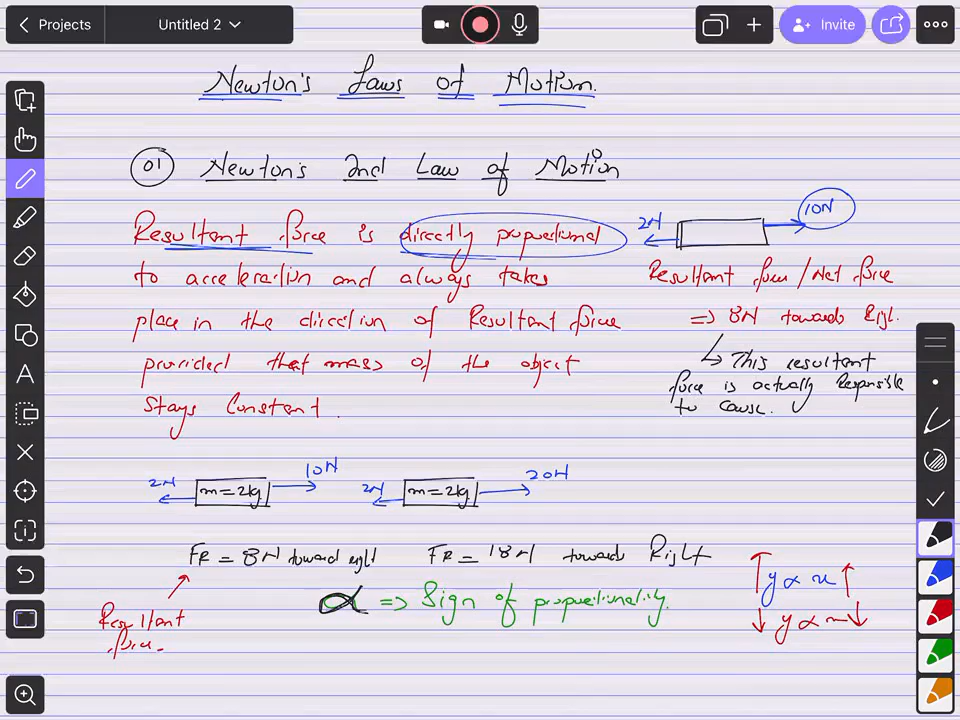 Projects
Untitled 2
Invite
Newton's Laws of Motion.
01 Newton's 2nd Law of Motion
Resultant force is directly propotional
to acceleration and always takes
place in the direction of Resultant force
provided that mass of the object
Stays Constant.
2N 10N
Resultant force / Net force
=> 8N towards Right.
↳ This resultant
force is actually Responsible
to cause.
2N m=2kg 10N
2N m=2kg 20N
FR = 8N toward right
FR = 18N towards Right
Resultant
force.
α => Sign of propotionality.
↑ y α x ↑
↓ y α x ↓